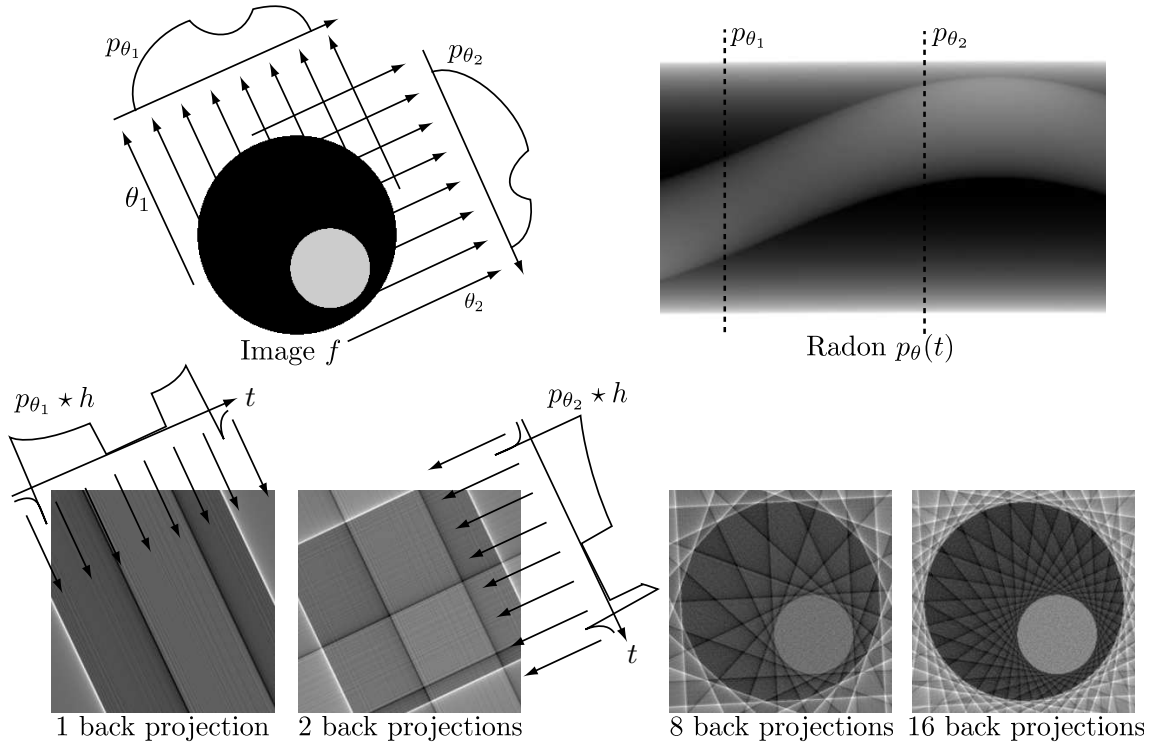 p_{θ_1}
p_{θ_2}
θ_1
θ_2
Image f
p_{θ_1}
p_{θ_2}
Radon p_θ(t)
p_{θ_1} ⋆ h
t
p_{θ_2} ⋆ h
t
1 back projection
2 back projections
8 back projections
16 back projections